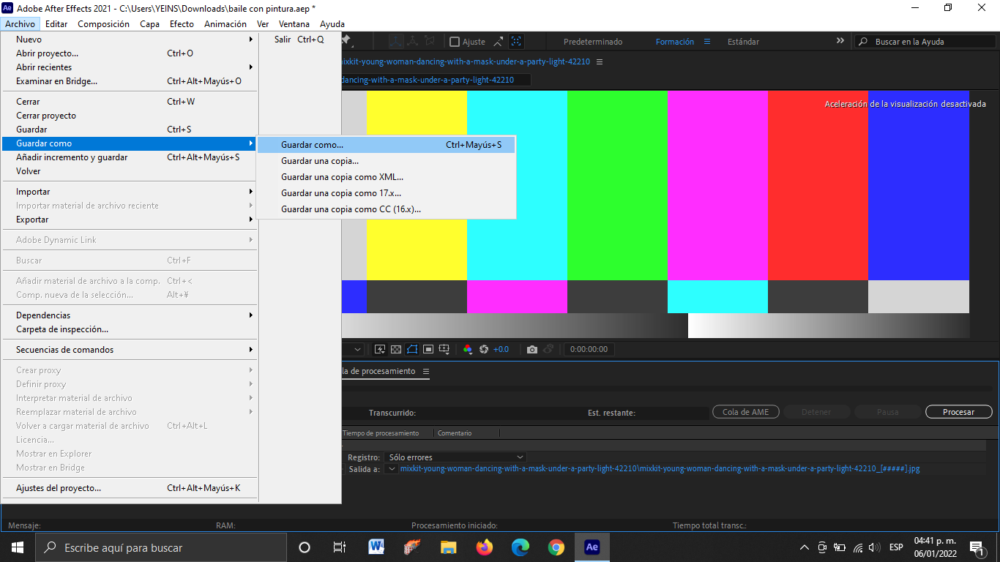 Ae Adobe After Effects 2021 - C:\Users\YEINS\Downloads\baile con pintura.aep *
Archivo Editar Composición Capa Efecto Animación Ver Ventana Ayuda
Nuevo
Salir Ctrl+Q
Abrir proyecto... Ctrl+O
Abrir recientes
Examinar en Bridge... Ctrl+Alt+Mayús+O
Cerrar Ctrl+W
Cerrar proyecto
Guardar Ctrl+S
Guardar como
Añadir incremento y guardar Ctrl+Alt+Mayús+S
Volver
Importar
Importar material de archivo reciente
Exportar
Adobe Dynamic Link
Buscar Ctrl+F
Añadir material de archivo a la comp. Ctrl+<
Comp. nueva de la selección... Alt+¥
Dependencias
Carpeta de inspección...
Secuencias de comandos
Crear proxy
Definir proxy
Interpretar material de archivo
Reemplazar material de archivo
Volver a cargar material de archivo Ctrl+Alt+L
Licencia...
Mostrar en Explorer
Mostrar en Bridge
Ajustes del proyecto... Ctrl+Alt+Mayús+K
Guardar como... Ctrl+Mayús+S
Guardar una copia...
Guardar una copia como XML...
Guardar una copia como 17.x...
Guardar una copia como CC (16.x)...
Ajuste Predeterminado Formación Estándar Buscar en la Ayuda
mixkit-young-woman-dancing-with-a-mask-under-a-party-light-42210
dancing-with-a-mask-under-a-party-light-42210
Aceleración de la visualización desactivada
+0.0 0:00:00:00
la de procesamiento
Transcurrido: Est. restante: Cola de AME Detener Pausa Procesar
Tiempo de procesamiento Comentario
Registro: Sólo errores
Salida a: mixkit-young-woman-dancing-with-a-mask-under-a-party-light-42210\mixkit-young-woman-dancing-with-a-mask-under-a-party-light-42210_[#####].jpg
Mensaje: RAM: Procesamiento iniciado: Tiempo total transc.:
Escribe aquí para buscar
W
Ae
ESP
04:41 p. m.
06/01/2022
1